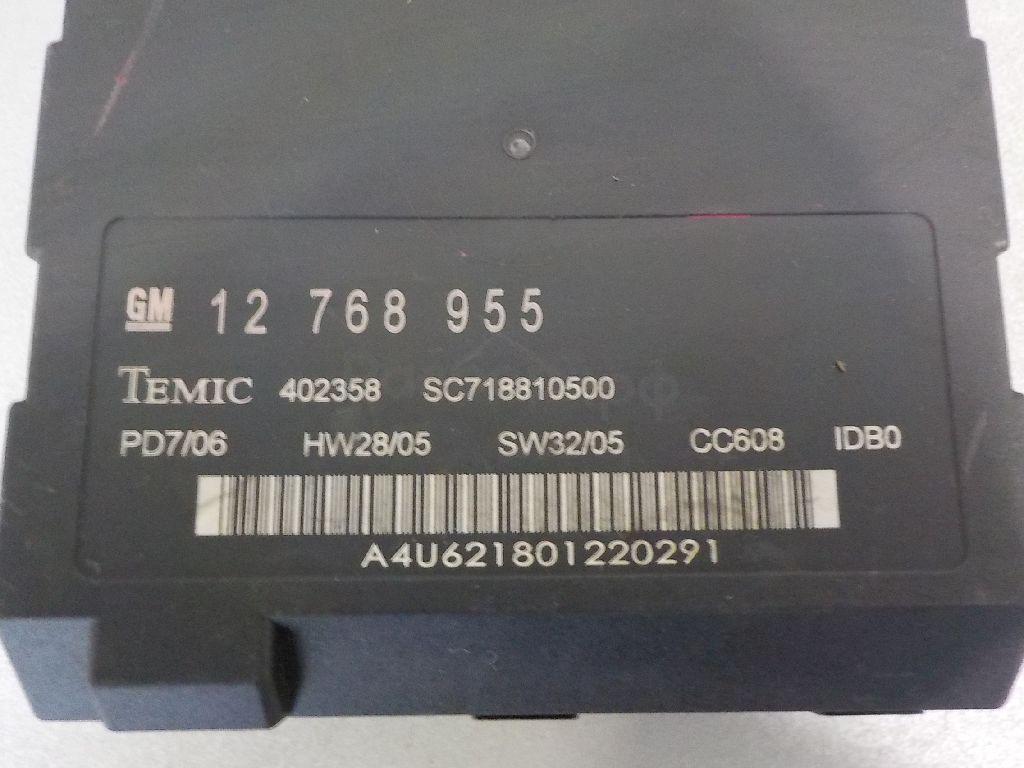 GM 12 768 955
TEMIC 402358 SC718810500
PD7/06 HW28/05 SW32/05 CC608 IDB0
A4U621801220291